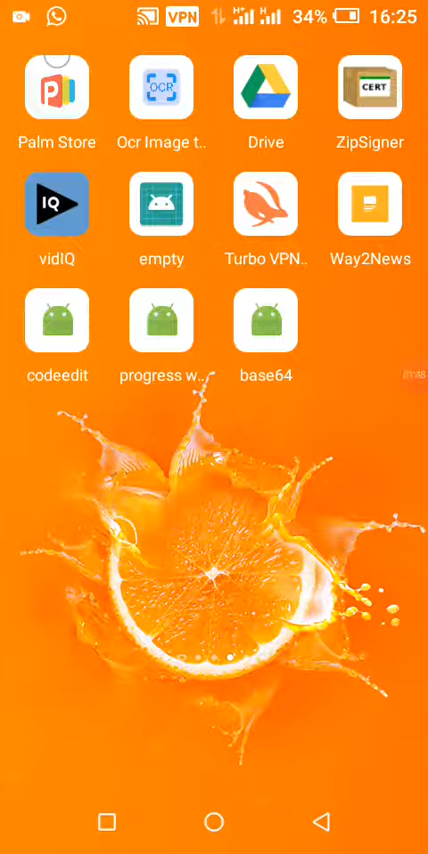 VPN H+ H 34% 16:25
Palm Store Ocr Image t.. Drive ZipSigner
OCR
CERT
vidIQ empty Turbo VPN.. Way2News
IQ
codeedit progress w.. base64